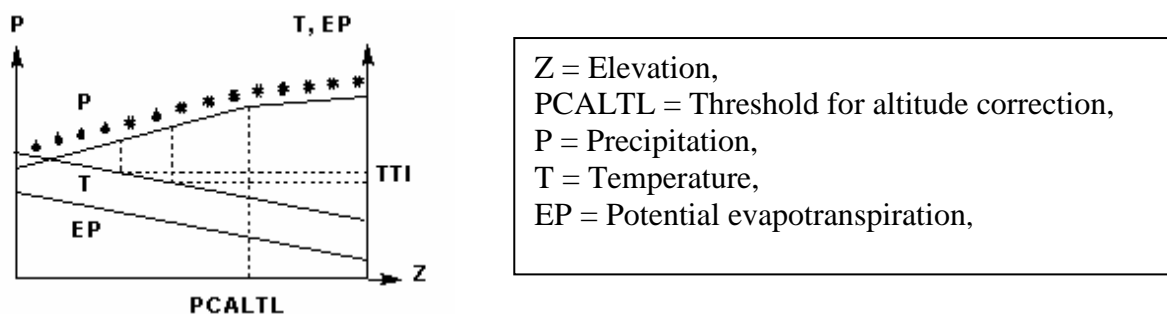 P
T, EP
P
TTI
T
EP
Z
PCALTL
Z = Elevation,
PCALTL = Threshold for altitude correction,
P = Precipitation,
T = Temperature,
EP = Potential evapotranspiration,